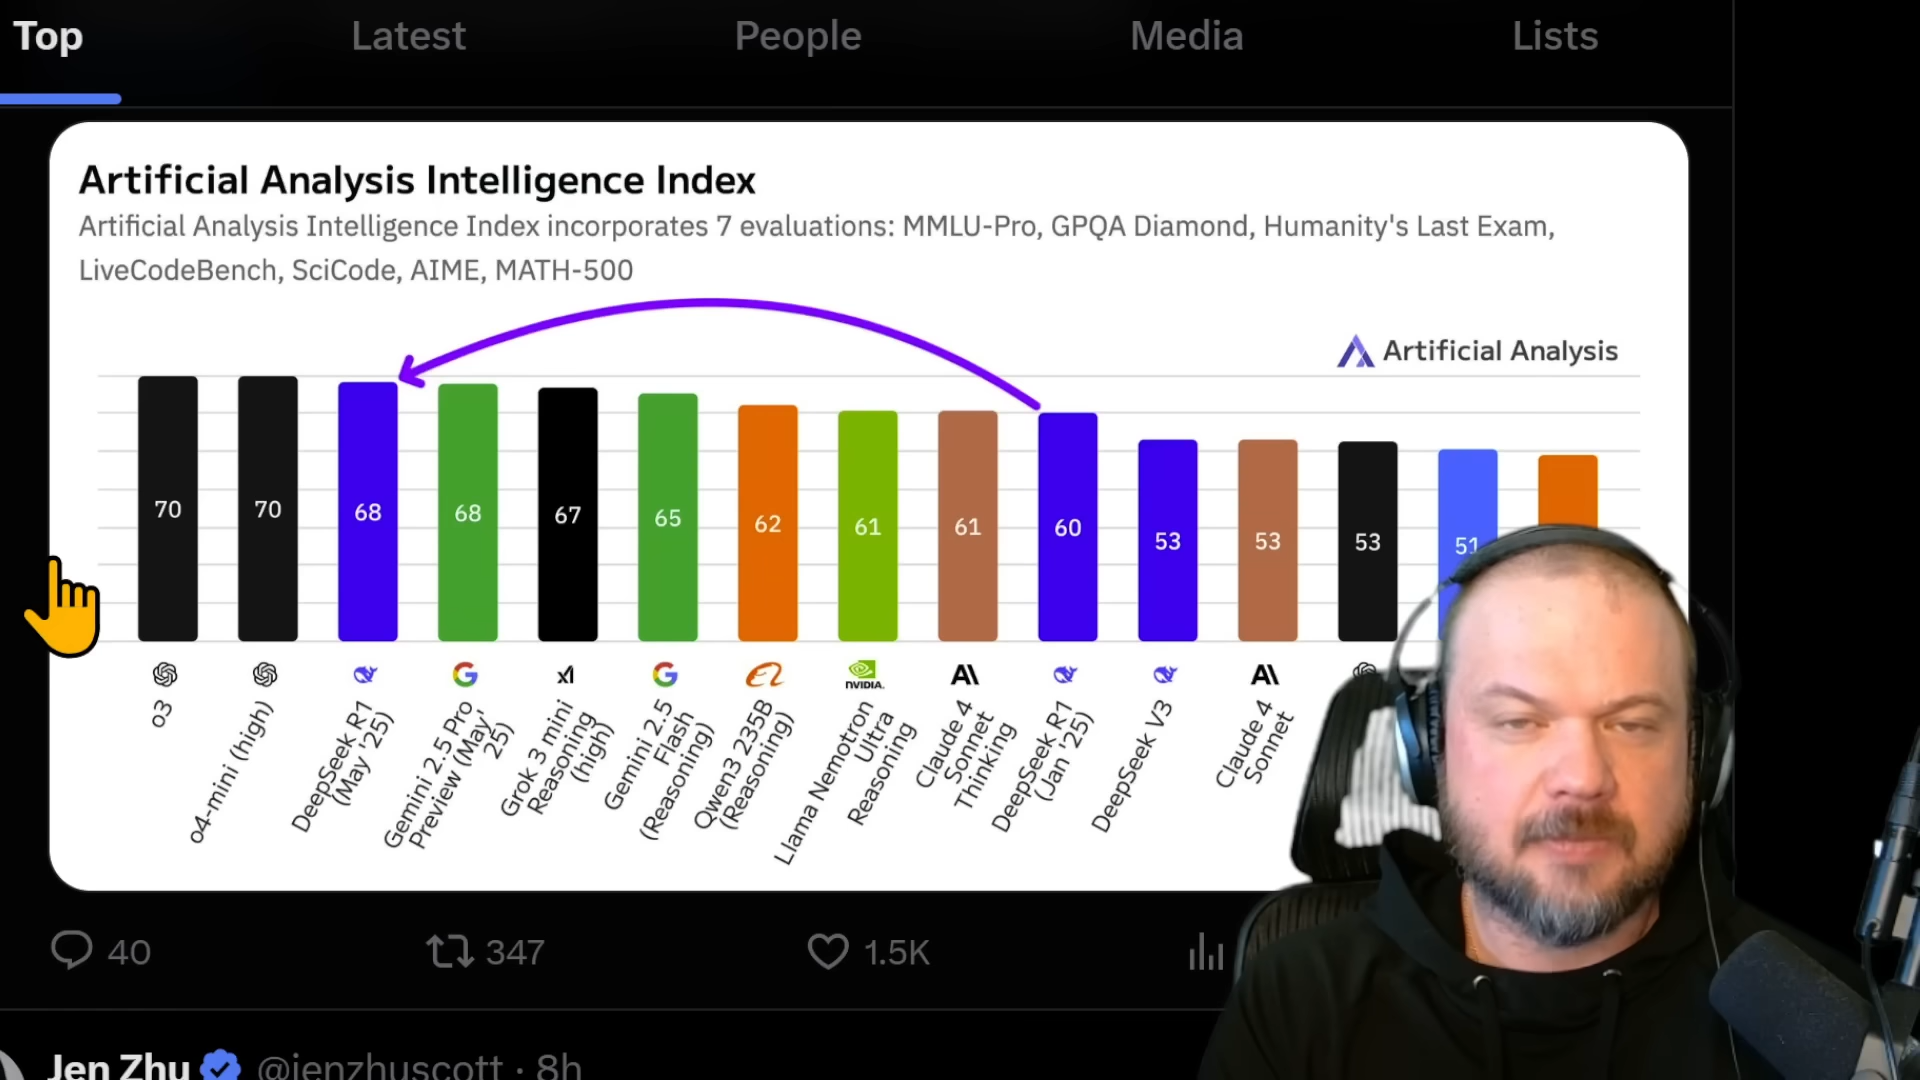 Top Latest People Media Lists
Artificial Analysis Intelligence Index
Artificial Analysis Intelligence Index incorporates 7 evaluations: MMLU-Pro, GPQA Diamond, Humanity's Last Exam,
LiveCodeBench, SciCode, AIME, MATH-500
Artificial Analysis
70 70 68 68 67 65 62 61 61 60 53 53 53 51
NVIDIA.
o3
o4-mini (high)
DeepSeek R1
(May '25)
Gemini 2.5 Pro
Preview (May'
25)
Grok 3 mini
Reasoning
(high)
Gemini 2.5
Flash
(Reasoning)
Qwen3 235B
(Reasoning)
Llama Nemotron
Ultra
Reasoning
Claude 4
Sonnet
Thinking
DeepSeek R1
(Jan '25)
DeepSeek V3
Claude 4
Sonnet
40 347 1.5K
Jen Zhu @jenzhuscott · 8h